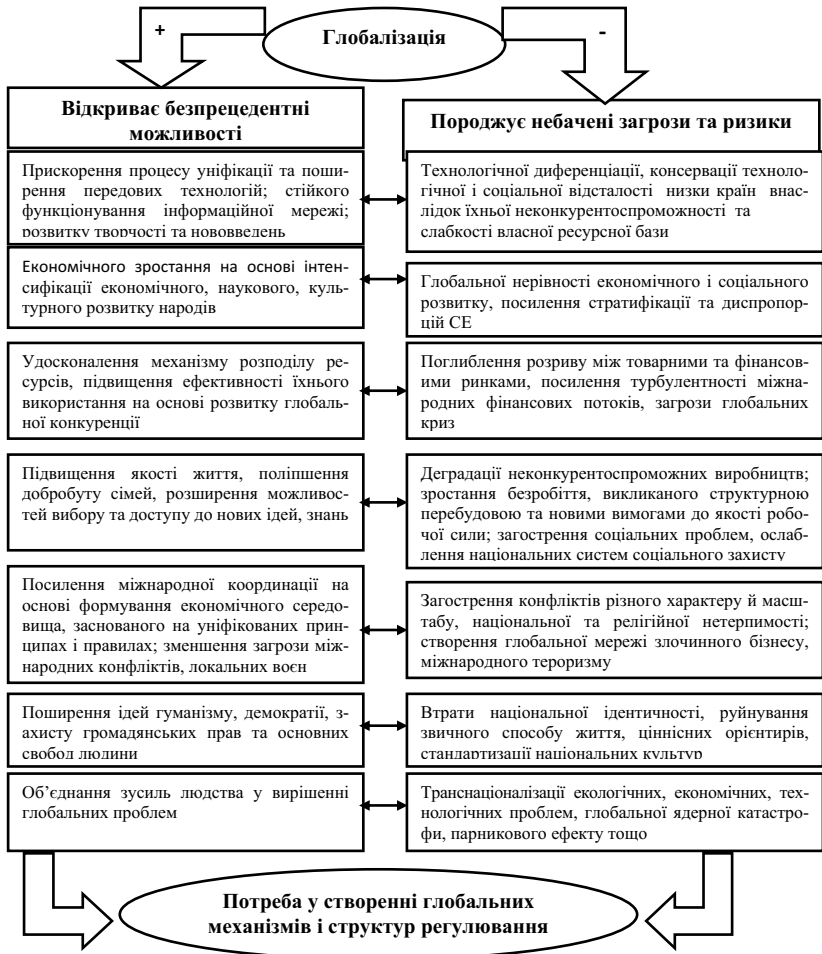 +
Глобалізація
-
Відкриває безпрецедентні
можливості
Породжує небачені загрози та ризики
Прискорення процесу уніфікації та поши-
рення передових технологій; стійкого
функціонування інформаційної мережі;
розвитку творчості та нововведень
Технологічної диференціації, консервації техноло-
гічної і соціальної відсталості низки країн внас-
лідок їхньої неконкурентоспроможності та
слабкості власної ресурсної бази
Економічного зростання на основі інтен-
сифікації економічного, наукового, куль-
турного розвитку народів
Глобальної нерівності економічного і соціального
розвитку, посилення стратифікації та диспропор-
цій СЕ
Удосконалення механізму розподілу ре-
сурсів, підвищення ефективності їхнього
використання на основі розвитку глобаль-
ної конкуренції
Поглиблення розриву між товарними та фінансов-
ими ринками, посилення турбулентності міжна-
родних фінансових потоків, загрози глобальних
криз
Підвищення якості життя, поліпшення
добробуту сімей, розширення можливос-
тей вибору та доступу до нових ідей, знань
Деградації неконкурентоспроможних виробництв;
зростання безробіття, викликаного структурною
перебудовою та новими вимогами до якості робо-
чої сили; загострення соціальних проблем, ослаб-
лення національних систем соціального захисту
Посилення міжнародної координації на
основі формування економічного середо-
вища, заснованого на уніфікованих прин-
ципах і правилах; зменшення загрози між-
народних конфліктів, локальних воєн
Загострення конфліктів різного характеру й масш-
табу, національної та релігійної нетерпимості;
створення глобальної мережі злочинного бізнесу,
міжнародного тероризму
Поширення ідей гуманізму, демократії, з-
ахисту громадянських прав та основних
свобод людини
Втрати національної ідентичності, руйнування
звичного способу життя, ціннісних орієнтирів,
стандартизації національних культур
Об’єднання зусиль людства у вирішенні
глобальних проблем
Транснаціоналізації екологічних, економічних, тех-
нологічних проблем, глобальної ядерної катастро-
фи, парникового ефекту тощо
Потреба у створенні глобальних
механізмів і структур регулювання